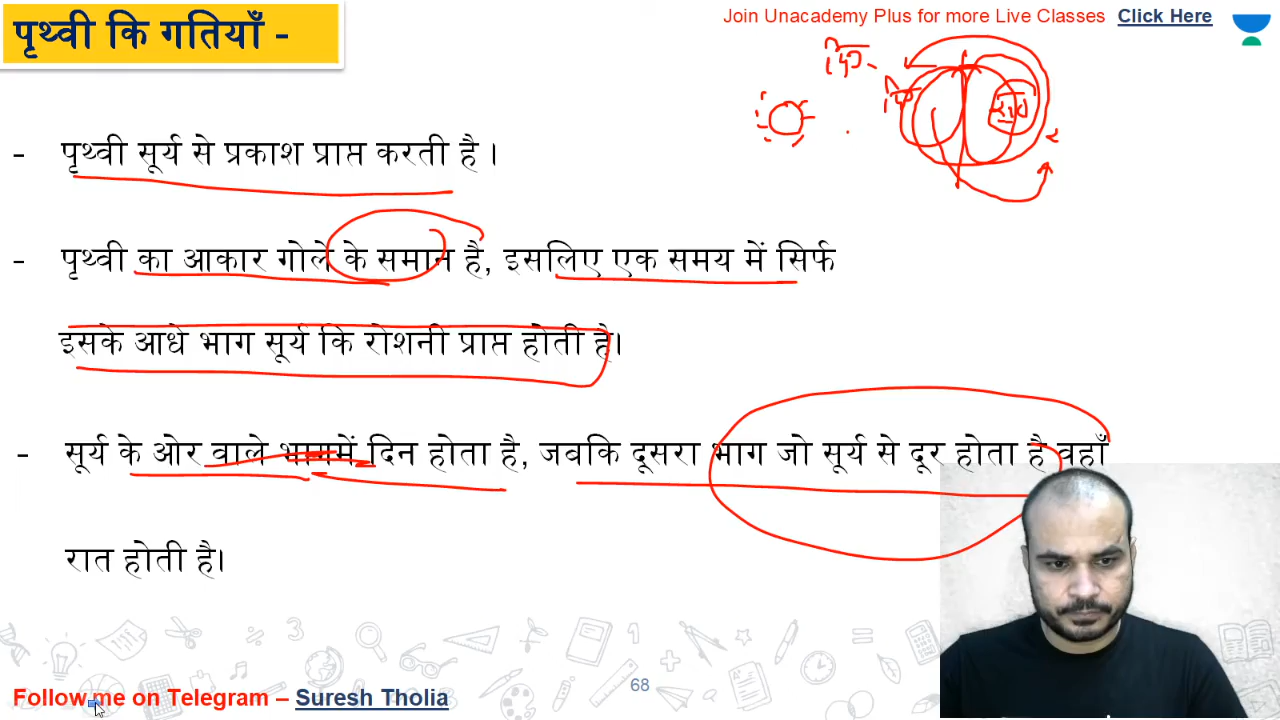 Join Unacademy Plus for more Live Classes Click Here
पृथ्वी कि गतियाँ -
दिन
दिन
रात
- पृथ्वी सूर्य से प्रकाश प्राप्त करती है ।
- पृथ्वी का आकार गोले के समान है, इसलिए एक समय में सिर्फ
इसके आधे भाग सूर्य कि रोशनी प्राप्त होती है।
- सूर्य के ओर वाले भागमें दिन होता है, जबकि दूसरा भाग जो सूर्य से दूर होता है वहाँ
रात होती है।
68
Follow me on Telegram – Suresh Tholia